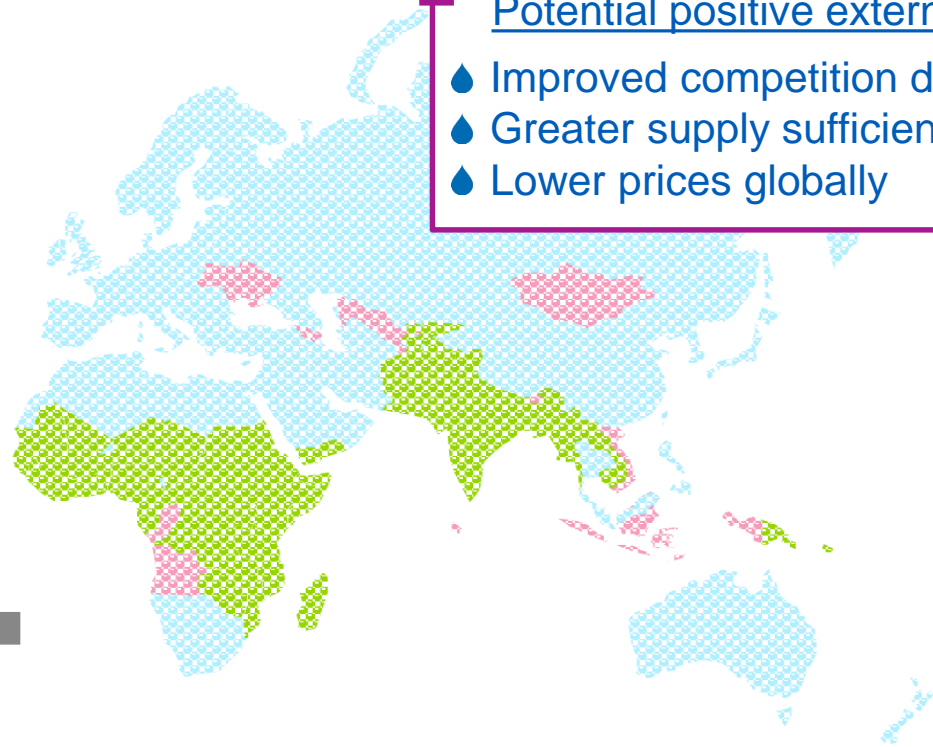 Potential positive extern
Improved competition d
Greater supply sufficien
Lower prices globally